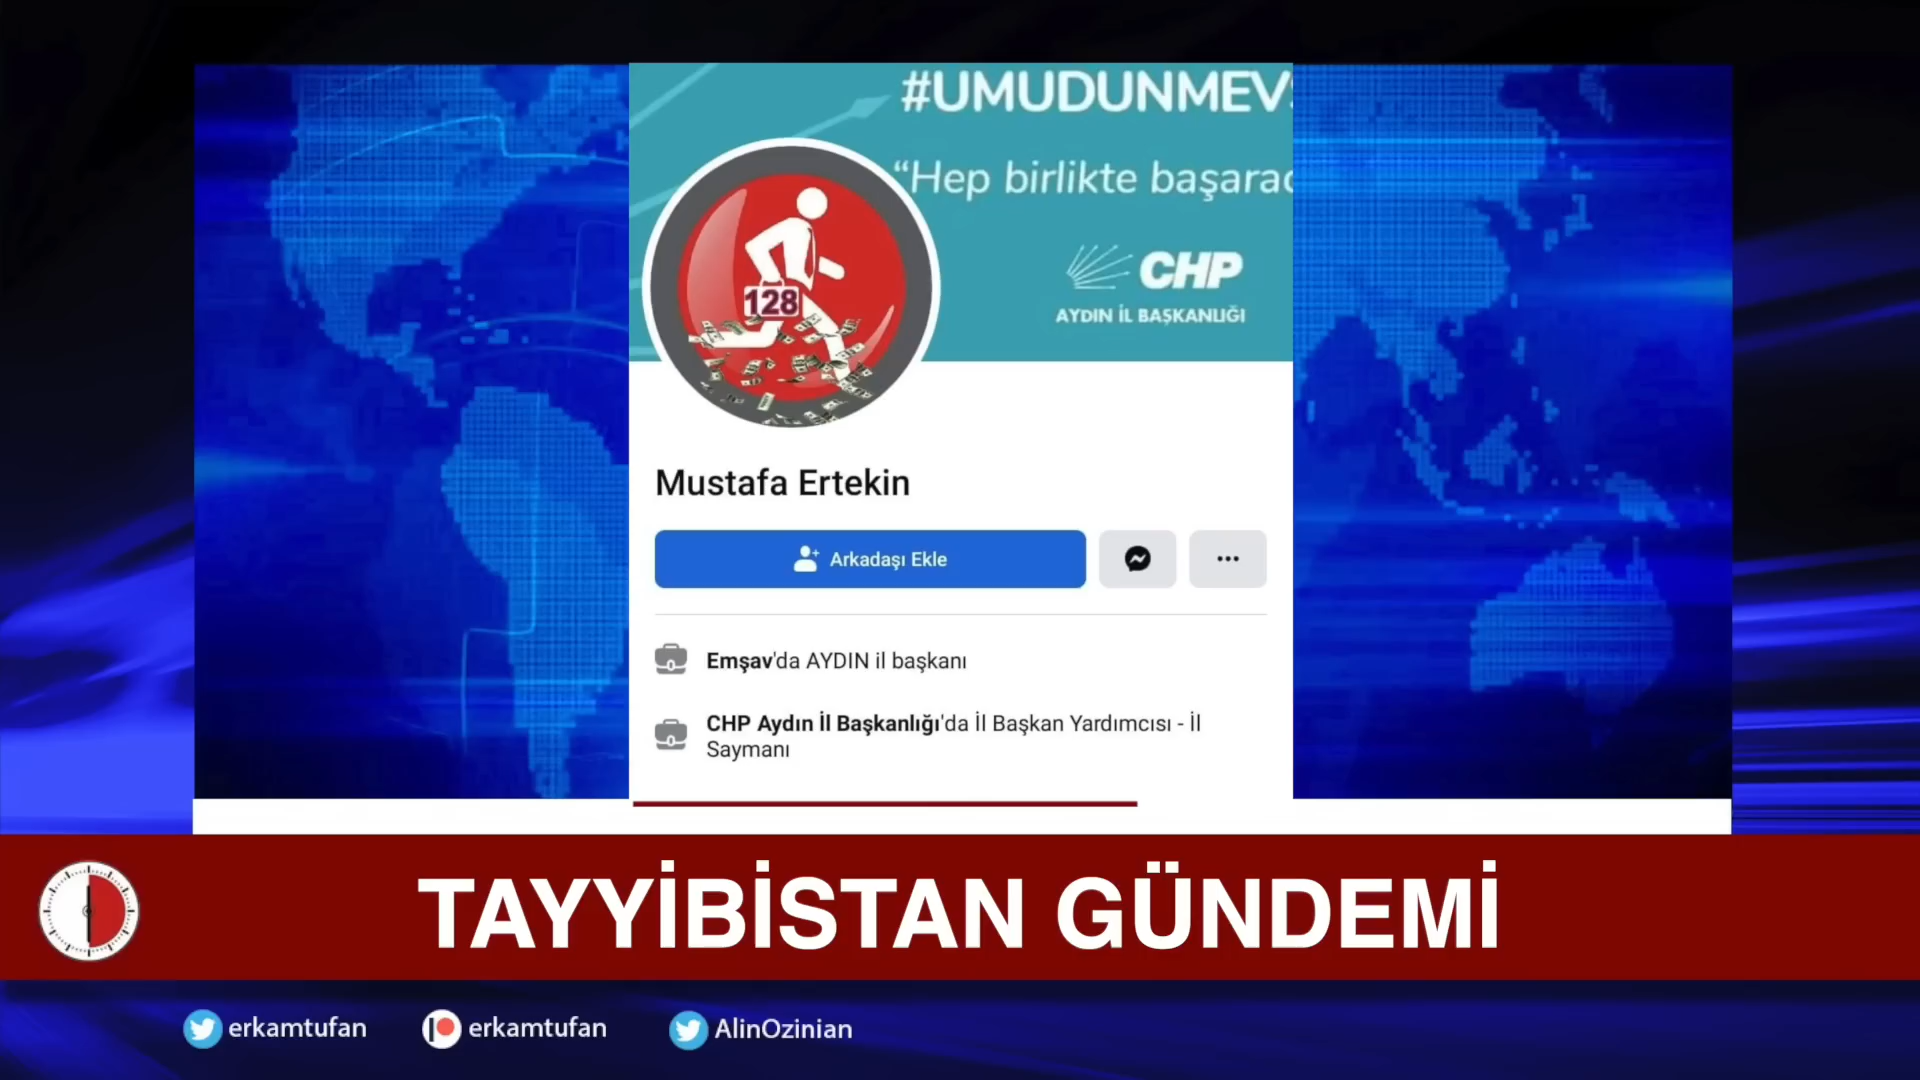 #UMUDUNMEVS
“Hep birlikte başarac
CHP
AYDIN İL BAŞKANLIĞI
128
Mustafa Ertekin
Arkadaşı Ekle
Emşav'da AYDIN il başkanı
CHP Aydın İl Başkanlığı'da İl Başkan Yardımcısı - İl
Saymanı
TAYYİBİSTAN GÜNDEMİ
erkamtufan
erkamtufan
AlinOzinian